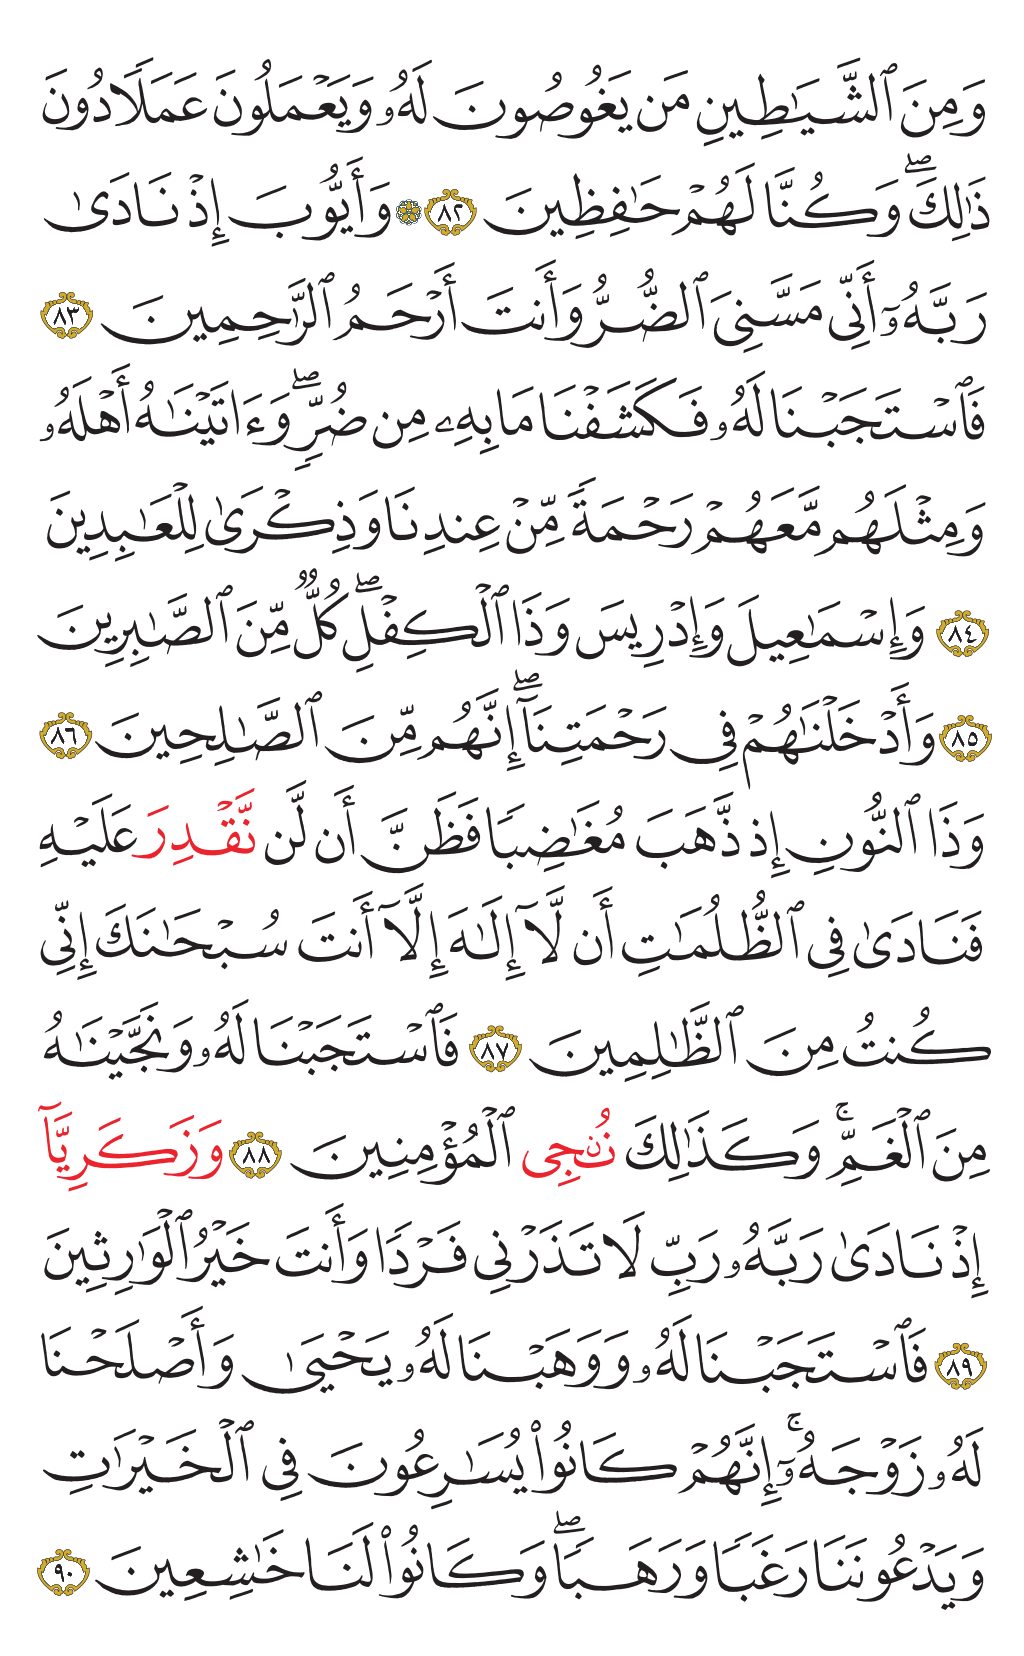 وَمِنَ ٱلشَّيَـٰطِينِ مَن يَغُوصُونَ لَهُۥ وَيَعْمَلُونَ عَمَلًا دُونَ
ذَٰلِكَۖ وَكُنَّا لَهُمْ حَـٰفِظِينَ ٨٢ ۞ وَأَيُّوبَ إِذْ نَادَىٰ
رَبَّهُۥٓ أَنِّى مَسَّنِىَ ٱلضُّرُّ وَأَنتَ أَرْحَمُ ٱلرَّٰحِمِينَ ٨٣
فَٱسْتَجَبْنَا لَهُۥ فَكَشَفْنَا مَا بِهِۦ مِن ضُرٍّۖ وَءَاتَيْنَـٰهُ أَهْلَهُۥ
وَمِثْلَهُم مَّعَهُمْ رَحْمَةً مِّنْ عِندِنَا وَذِكْرَىٰ لِلْعَـٰبِدِينَ
٨٤ وَإِسْمَـٰعِيلَ وَإِدْرِيسَ وَذَا ٱلْكِفْلِۖ كُلٌّ مِّنَ ٱلصَّـٰبِرِينَ
٨٥ وَأَدْخَلْنَـٰهُمْ فِى رَحْمَتِنَآۖ إِنَّهُم مِّنَ ٱلصَّـٰلِحِينَ ٨٦
وَذَا ٱلنُّونِ إِذ ذَّهَبَ مُغَـٰضِبًا فَظَنَّ أَن لَّن نَّقْدِرَ عَلَيْهِ
فَنَادَىٰ فِى ٱلظُّلُمَـٰتِ أَن لَّآ إِلَـٰهَ إِلَّآ أَنتَ سُبْحَـٰنَكَ إِنِّى
كُنتُ مِنَ ٱلظَّـٰلِمِينَ ٨٧ فَٱسْتَجَبْنَا لَهُۥ وَنَجَّيْنَـٰهُ
مِنَ ٱلْغَمِّۚ وَكَذَٰلِكَ نُـۨجِى ٱلْمُؤْمِنِينَ ٨٨ وَزَكَرِيَّآ
إِذْ نَادَىٰ رَبَّهُۥ رَبِّ لَا تَذَرْنِى فَرْدًا وَأَنتَ خَيْرُ ٱلْوَٰرِثِينَ
٨٩ فَٱسْتَجَبْنَا لَهُۥ وَوَهَبْنَا لَهُۥ يَحْيَىٰ وَأَصْلَحْنَا
لَهُۥ زَوْجَهُۥٓۚ إِنَّهُمْ كَانُوا۟ يُسَـٰرِعُونَ فِى ٱلْخَيْرَٰتِ
وَيَدْعُونَنَا رَغَبًا وَرَهَبًاۖ وَكَانُوا۟ لَنَا خَـٰشِعِينَ ٩٠